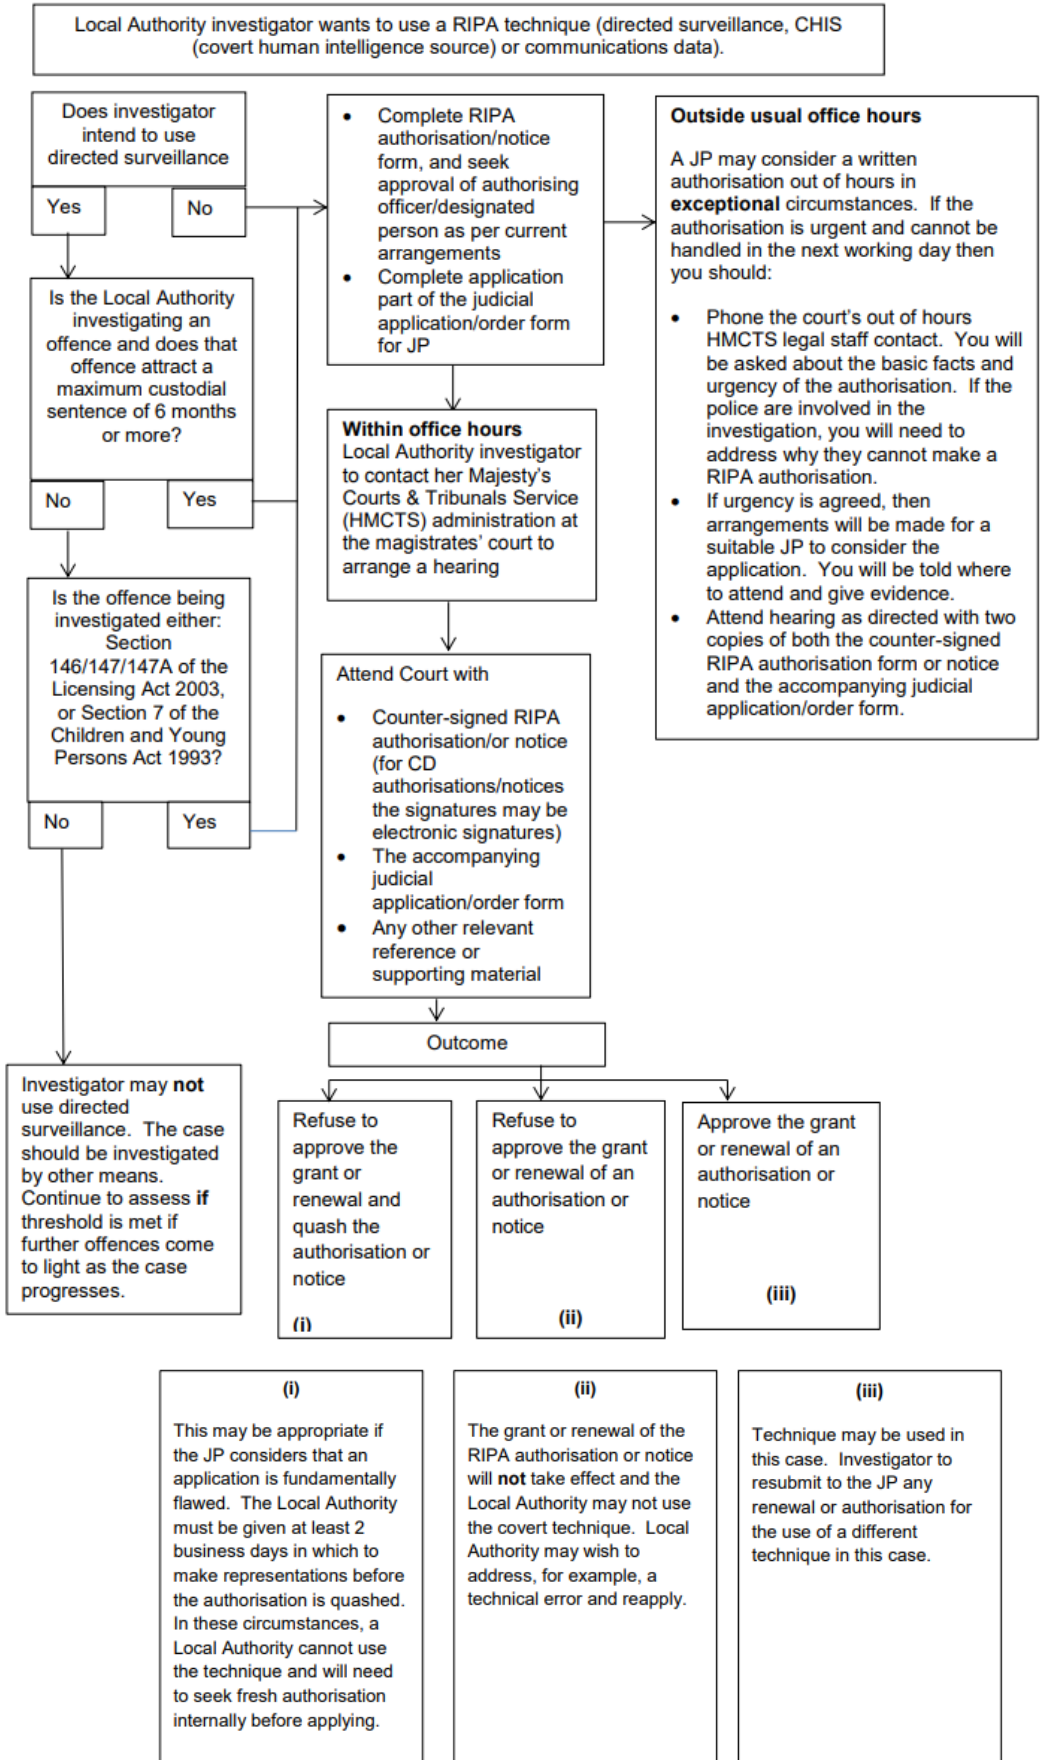 Local Authority investigator wants to use a RIPA technique (directed surveillance, CHIS
(covert human intelligence source) or communications data).
Does investigator
intend to use
directed surveillance
Yes
No
Is the Local Authority
investigating an
offence and does that
offence attract a
maximum custodial
sentence of 6 months
or more?
No
Yes
Is the offence being
investigated either:
Section
146/147/147A of the
Licensing Act 2003,
or Section 7 of the
Children and Young
Persons Act 1993?
No
Yes
Investigator may not
use directed
surveillance. The case
should be investigated
by other means.
Continue to assess if
threshold is met if
further offences come
to light as the case
progresses.
• Complete RIPA
authorisation/notice
form, and seek
approval of authorising
officer/designated
person as per current
arrangements
• Complete application
part of the judicial
application/order form
for JP
Within office hours
Local Authority investigator
to contact her Majesty's
Courts & Tribunals Service
(HMCTS) administration at
the magistrates' court to
arrange a hearing
Attend Court with
• Counter-signed RIPA
authorisation/or notice
(for CD
authorisations/notices
the signatures may be
electronic signatures)
• The accompanying
judicial
application/order form
• Any other relevant
reference or
supporting material
Outside usual office hours
A JP may consider a written
authorisation out of hours in
exceptional circumstances. If the
authorisation is urgent and cannot be
handled in the next working day then
you should:
• Phone the court's out of hours
HMCTS legal staff contact. You will
be asked about the basic facts and
urgency of the authorisation. If the
police are involved in the
investigation, you will need to
address why they cannot make a
RIPA authorisation.
• If urgency is agreed, then
arrangements will be made for a
suitable JP to consider the
application. You will be told where
to attend and give evidence.
• Attend hearing as directed with two
copies of both the counter-signed
RIPA authorisation form or notice
and the accompanying judicial
application/order form.
Outcome
Refuse to
approve the
grant or
renewal and
quash the
authorisation or
notice
(i)
Refuse to
approve the grant
or renewal of an
authorisation or
notice
(ii)
Approve the grant
or renewal of an
authorisation or
notice
(iii)
(i)
This may be appropriate if
the JP considers that an
application is fundamentally
flawed. The Local Authority
must be given at least 2
business days in which to
make representations before
the authorisation is quashed.
In these circumstances, a
Local Authority cannot use
the technique and will need
to seek fresh authorisation
internally before applying.
(ii)
The grant or renewal of the
RIPA authorisation or notice
will not take effect and the
Local Authority may not use
the covert technique. Local
Authority may wish to
address, for example, a
technical error and reapply.
(iii)
Technique may be used in
this case. Investigator to
resubmit to the JP any
renewal or authorisation for
the use of a different
technique in this case.